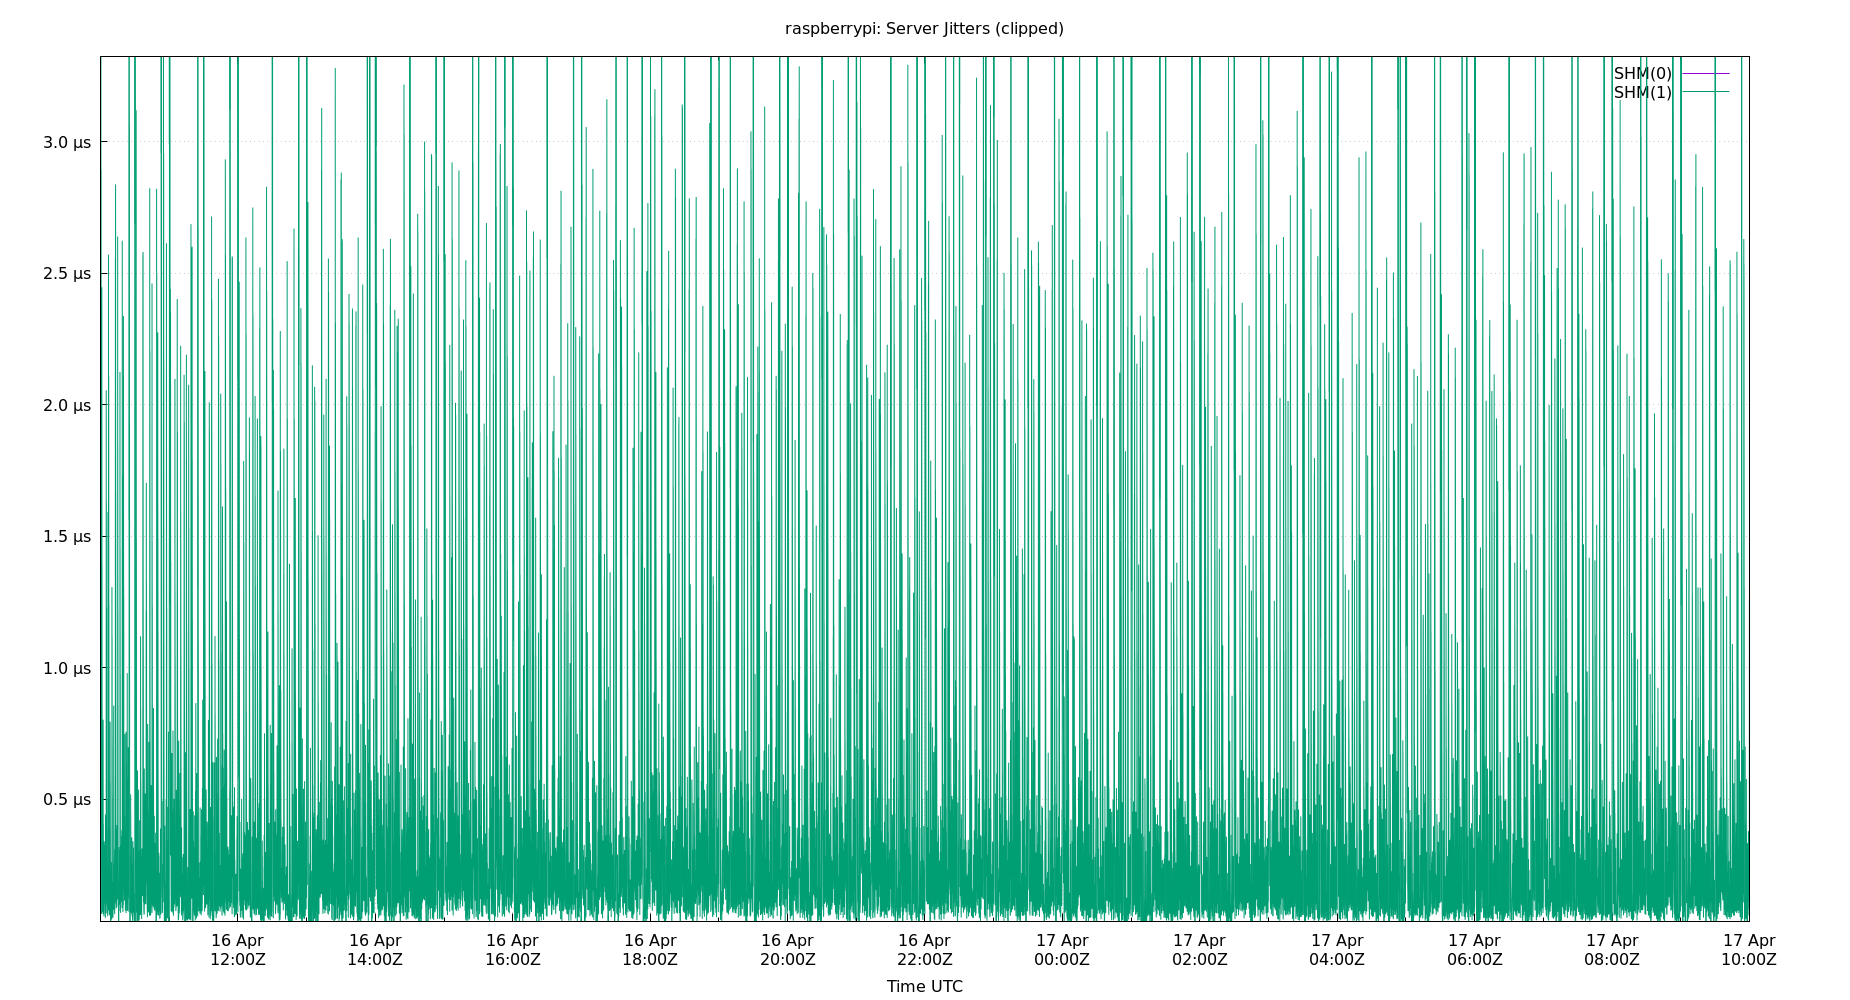 raspberrypi: Server Jitters (clipped)
SHM(0)
SHM(1)
3.0 µs
2.5 µs
2.0 µs
1.5 µs
1.0 µs
0.5 µs
16 Apr 16 Apr 16 Apr 16 Apr 16 Apr 16 Apr 17 Apr 17 Apr 17 Apr 17 Apr 17 Apr 17 Apr
12:00Z 14:00Z 16:00Z 18:00Z 20:00Z 22:00Z 00:00Z 02:00Z 04:00Z 06:00Z 08:00Z 10:00Z
Time UTC